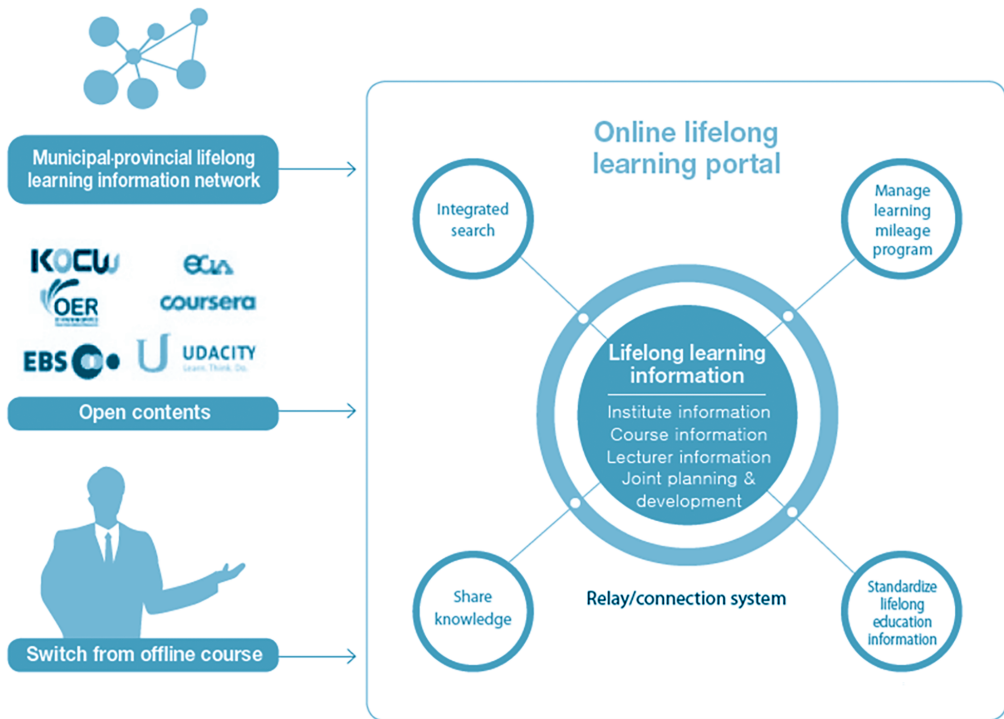 Municipal·provincial lifelong
learning information network
KOCW
OER
coursera
EBS
U UDACITY
Learn. Think. Do.
Open contents
Switch from offline course
Online lifelong
learning portal
Integrated
search
Manage
learning
mileage
program
Lifelong learning
information
Institute information
Course information
Lecturer information
Joint planning &
development
Share
knowledge
Relay/connection system
Standardize
lifelong
education
information